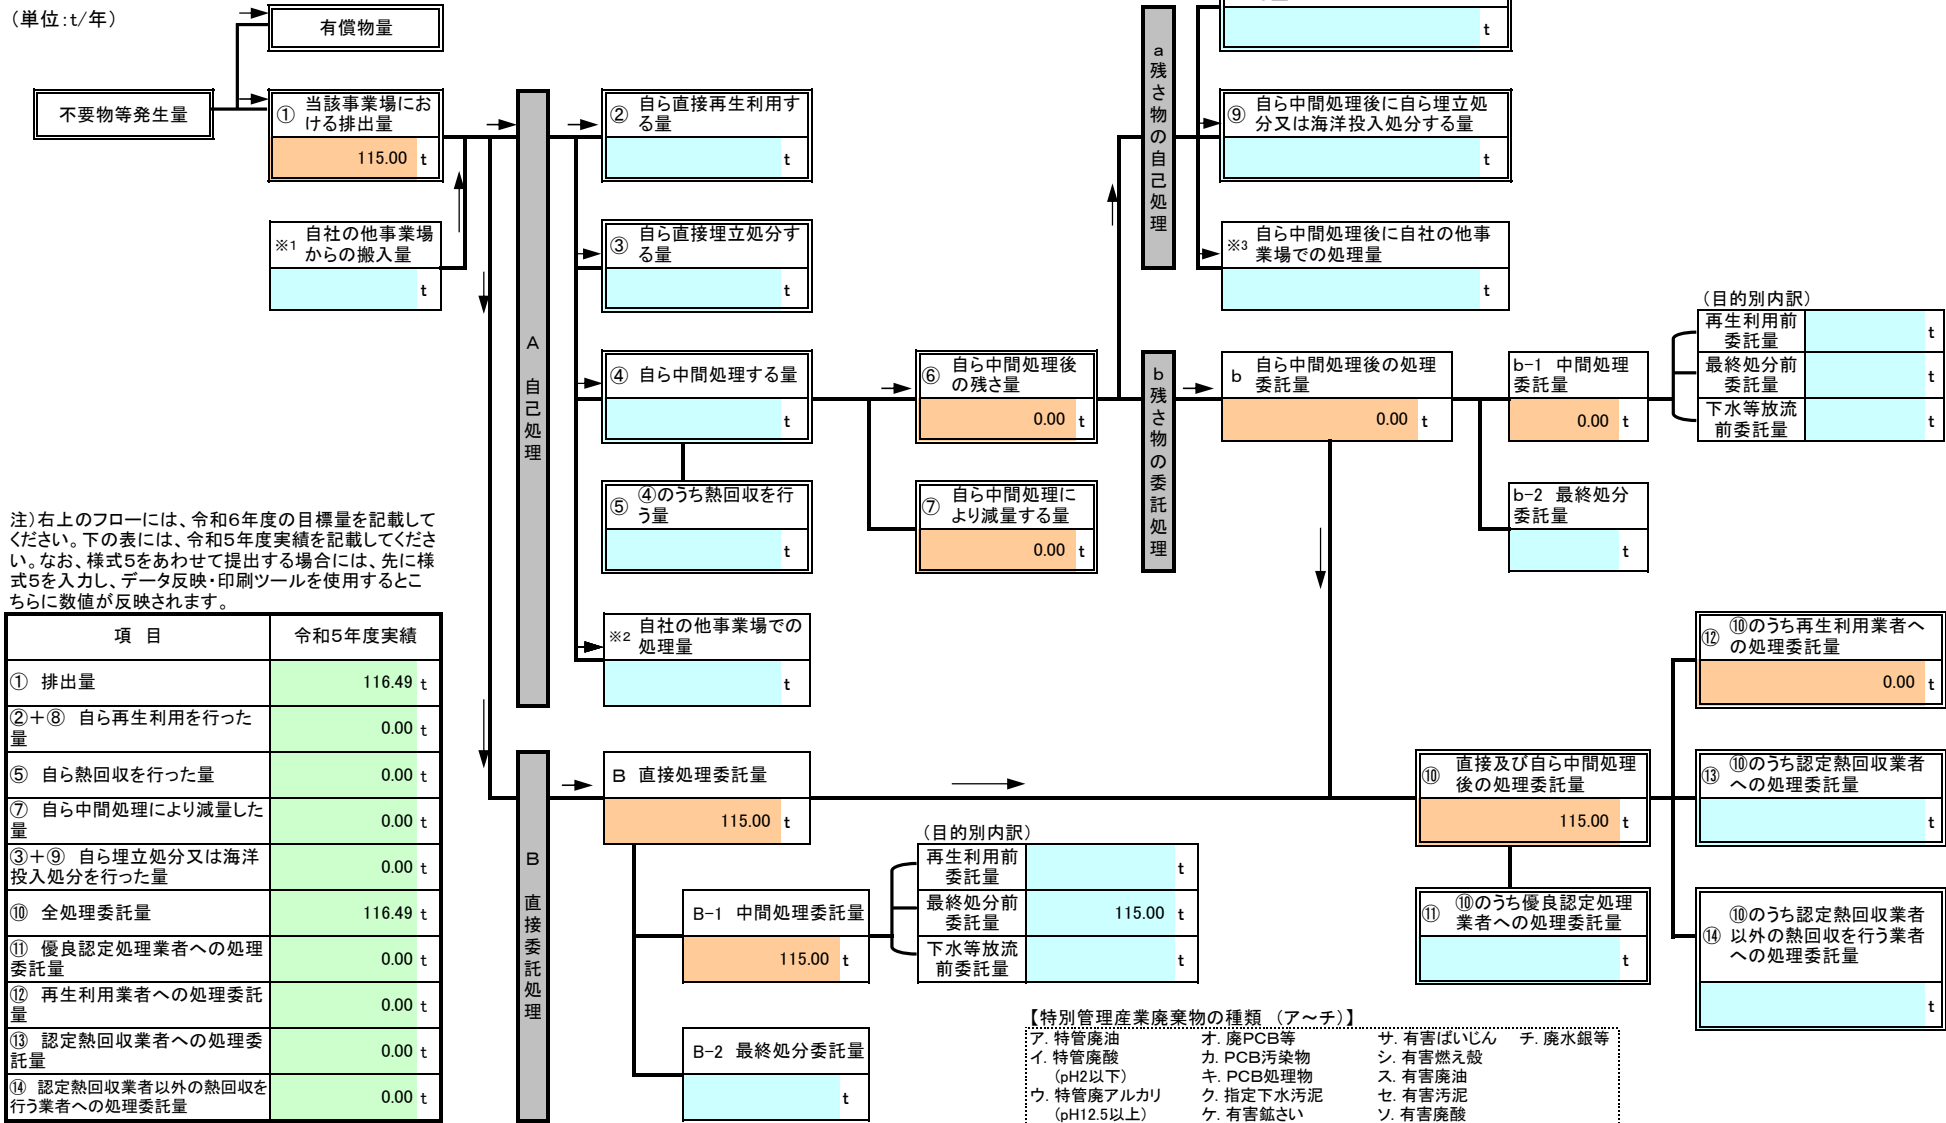 (単位:t/年)
有償物量
不要物等発生量
① 当該事業場にお
ける排出量
115.00 t
※1 自社の他事業場
からの搬入量
t
A 自己処理
② 自ら直接再生利用す
る量
t
③ 自ら直接埋立処分す
る量
t
④ 自ら中間処理する量
t
⑤ ④のうち熱回収を行
う量
t
※2 自社の他事業場での
処理量
t
⑥ 自ら中間処理後
の残さ量
0.00 t
⑦ 自ら中間処理に
より減量する量
0.00 t
a 残さ物の自己処理
t
⑨ 自ら中間処理後に自ら埋立処
分又は海洋投入処分する量
t
※3 自ら中間処理後に自社の他事
業場での処理量
t
b 残さ物の委託処理
b 自ら中間処理後の処理
委託量
0.00 t
b-1 中間処理
委託量
0.00 t
(目的別内訳)
再生利用前
委託量
t
最終処分前
委託量
t
下水等放流
前委託量
t
b-2 最終処分
委託量
t
注)右上のフローには、令和6年度の目標量を記載して
ください。下の表には、令和5年度実績を記載してくださ
い。なお、様式5をあわせて提出する場合には、先に様
式5を入力し、データ反映・印刷ツールを使用するとこ
ちらに数値が反映されます。
項 目 令和5年度実績
① 排出量 116.49 t
②+⑧ 自ら再生利用を行った
量 0.00 t
⑤ 自ら熱回収を行った量 0.00 t
⑦ 自ら中間処理により減量した
量 0.00 t
③+⑨ 自ら埋立処分又は海洋
投入処分を行った量 0.00 t
⑩ 全処理委託量 116.49 t
⑪ 優良認定処理業者への処理
委託量 0.00 t
⑫ 再生利用業者への処理委託
量 0.00 t
⑬ 認定熱回収業者への処理委
託量 0.00 t
⑭ 認定熱回収業者以外の熱回収を
行う業者への処理委託量 0.00 t
B 直接委託処理
B 直接処理委託量
115.00 t
B-1 中間処理委託量
115.00 t
(目的別内訳)
再生利用前
委託量
t
最終処分前
委託量
115.00 t
下水等放流
前委託量
t
B-2 最終処分委託量
t
⑩ 直接及び自ら中間処理
後の処理委託量
115.00 t
⑪ ⑩のうち優良認定処理
業者への処理委託量
t
⑫ ⑩のうち再生利用業者へ
の処理委託量
0.00 t
⑬ ⑩のうち認定熱回収業者
への処理委託量
t
⑭ ⑩のうち認定熱回収業者
以外の熱回収を行う業者
への処理委託量
t
【特別管理産業廃棄物の種類 (ア~チ)】
ア. 特管廃油 オ. 廃PCB等 サ. 有害ばいじん チ. 廃水銀等
イ. 特管廃酸 カ. PCB汚染物 シ. 有害燃え殻
(pH2以下) キ. PCB処理物 ス. 有害廃油
ウ. 特管廃アルカリ ク. 指定下水汚泥 セ. 有害汚泥
(pH12.5以上) ケ. 有害鉱さい ソ. 有害廃酸